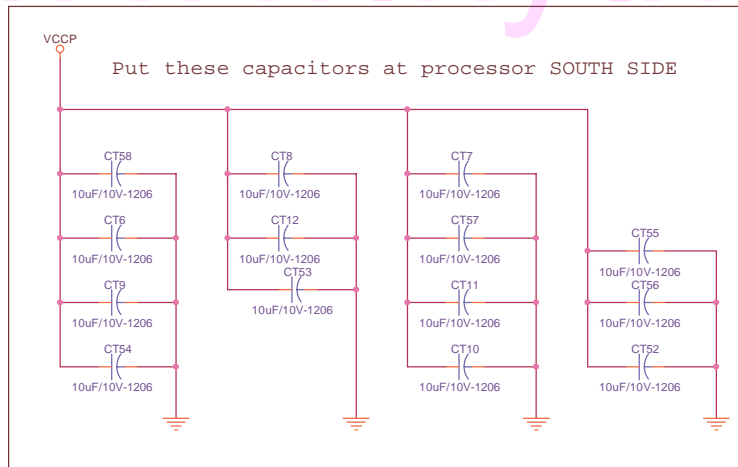 VCCP
Put these capacitors at processor SOUTH SIDE
CT58
10uF/10V-1206
CT6
10uF/10V-1206
CT9
10uF/10V-1206
CT54
10uF/10V-1206
CT8
10uF/10V-1206
CT12
10uF/10V-1206
CT53
10uF/10V-1206
CT7
10uF/10V-1206
CT57
10uF/10V-1206
CT11
10uF/10V-1206
CT10
10uF/10V-1206
CT55
10uF/10V-1206
CT56
10uF/10V-1206
CT52
10uF/10V-1206